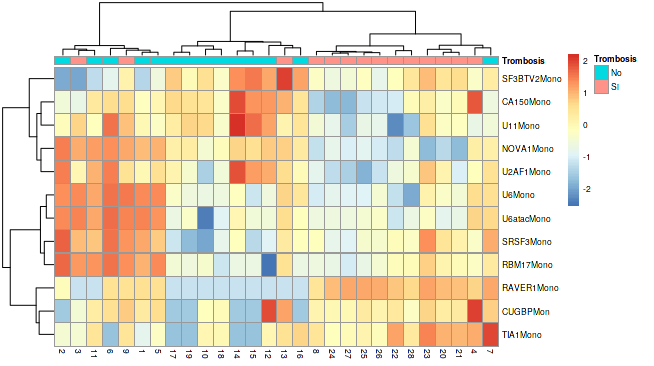 Trombosis
SF3BTV2Mono
CA150Mono
U11Mono
NOVA1Mono
U2AF1Mono
U6Mono
U6atacMono
SRSF3Mono
RBM17Mono
RAVER1Mono
CUGBPMon
TIA1Mono
2 3 11 6 9 1 5 17 19 10 18 14 15 12 13 16 8 24 27 25 26 22 28 23 20 21 4 7
2
1
0
-1
-2
Trombosis
No
SI